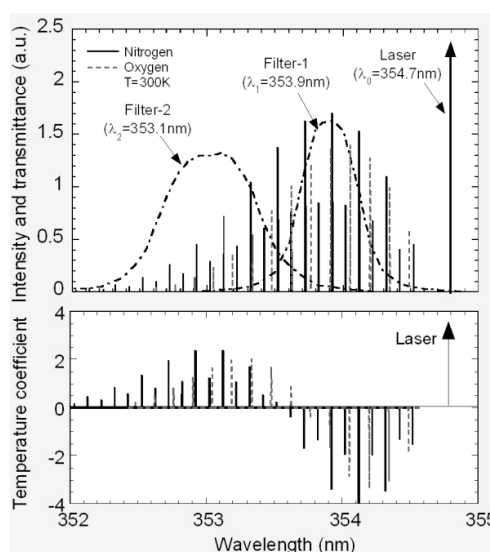 2.5
2
1.5
1
0.5
0
Intensity and transmittance (a.u.)
Nitrogen
Oxygen
T=300K
Filter-2
(λ2=353.1nm)
Filter-1
(λ1=353.9nm)
Laser
(λ0=354.7nm)
4
2
0
-2
-4
Temperature coefficient
Laser
352
353
354
355
Wavelength (nm)